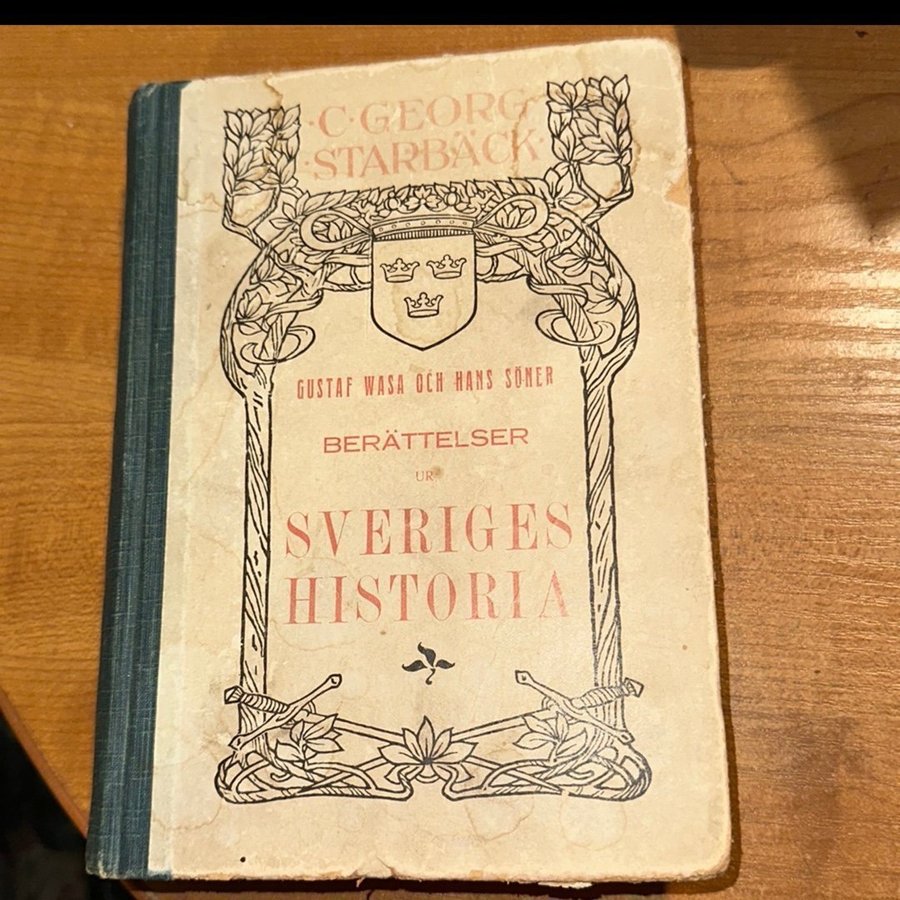 ·C·GEORG·
·STARBÄCK·
GUSTAF WASA OCH HANS SÖNER
BERÄTTELSER
UR
SVERIGES
HISTORIA